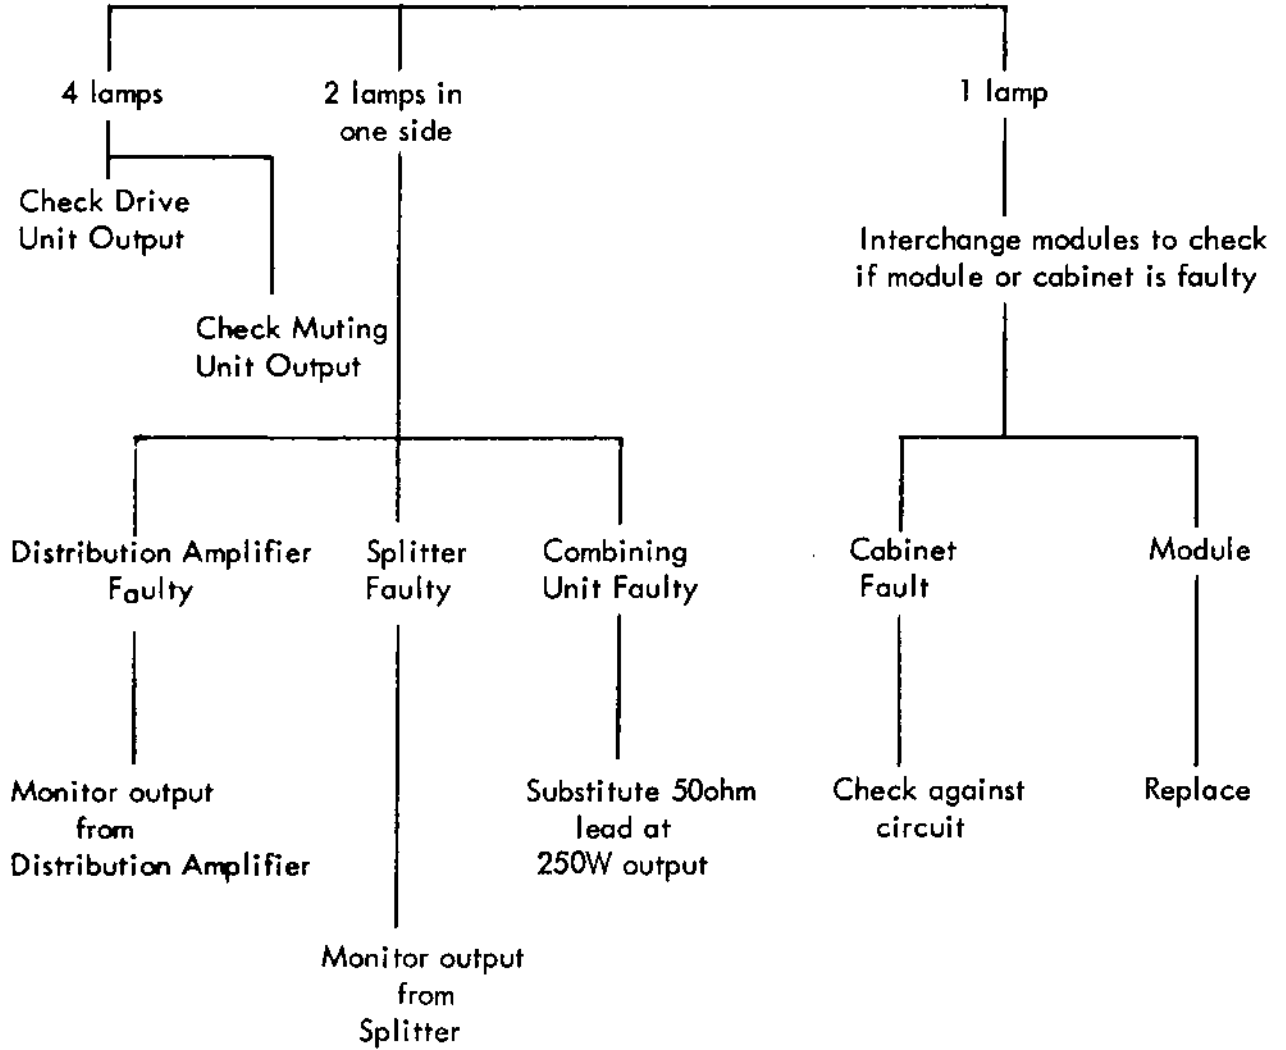 4 lamps
2 lamps in
one side
1 lamp
Check Drive
Unit Output
Interchange modules to check
if module or cabinet is faulty
Check Muting
Unit Output
Distribution Amplifier
Faulty
Splitter
Faulty
Combining
Unit Faulty
Cabinet
Fault
Module
Monitor output
from
Distribution Amplifier
Substitute 50ohm
lead at
250W output
Check against
circuit
Replace
Monitor output
from
Splitter